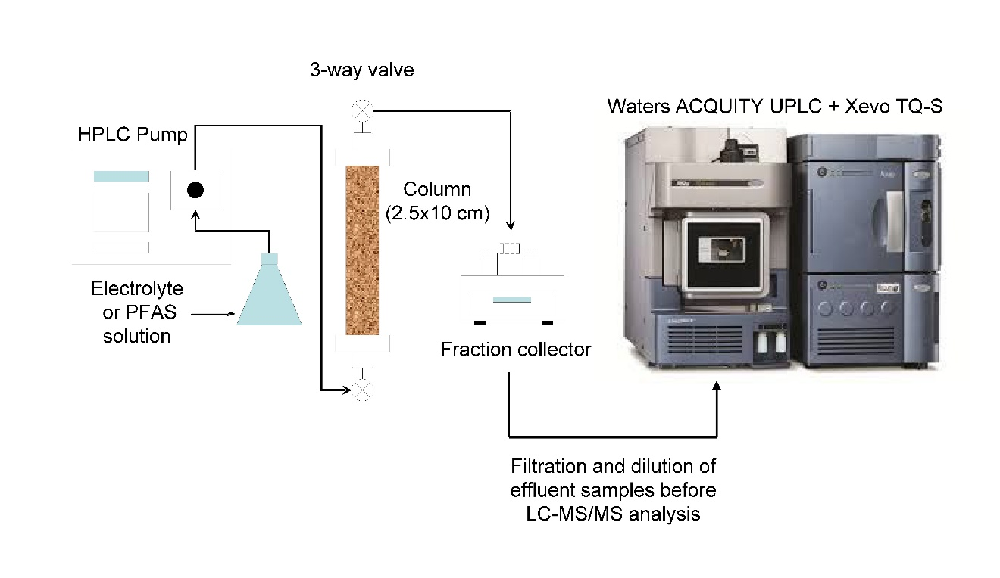 3-way valve
Waters ACQUITY UPLC + Xevo TQ-S
HPLC Pump
Column
(2.5x10 cm)
Electrolyte
or PFAS
solution
Fraction collector
Filtration and dilution of
effluent samples before
LC-MS/MS analysis